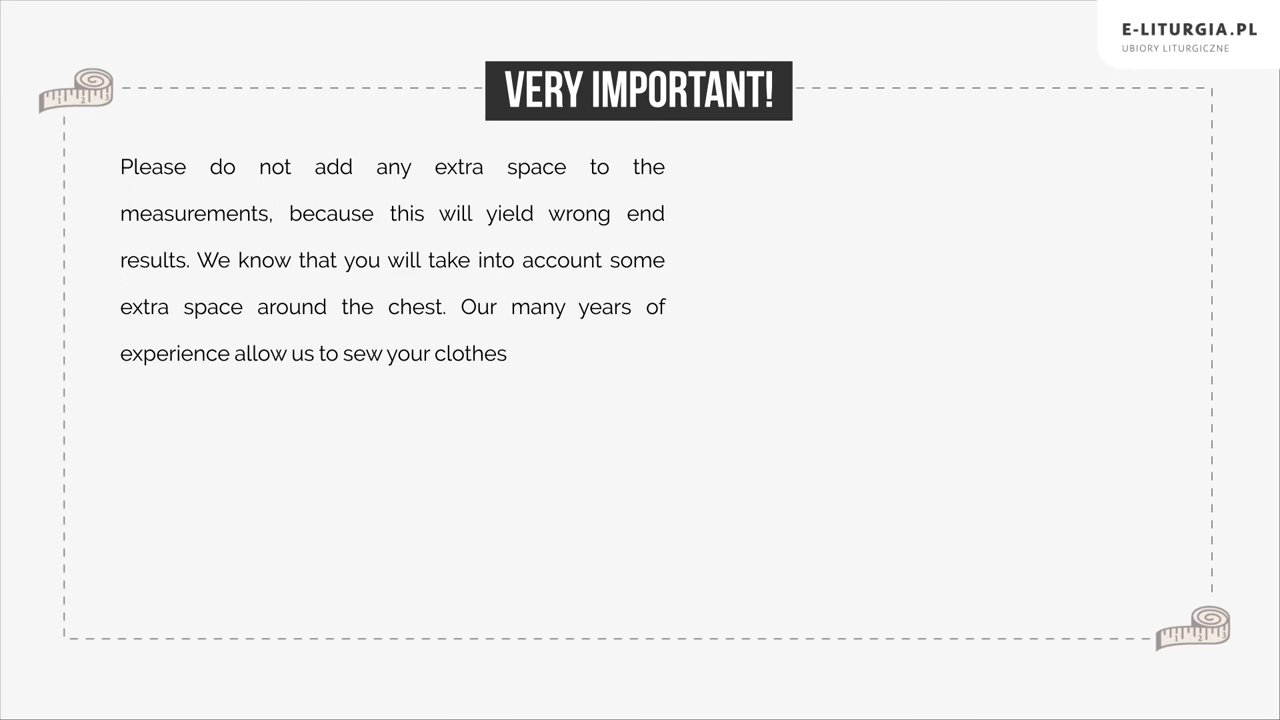 E-LITURGIA.PL
UBIORY LITURGICZNE
VERY IMPORTANT!
Please do not add any extra space to the
measurements, because this will yield wrong end
results. We know that you will take into account some
extra space around the chest. Our many years of
experience allow us to sew your clothes